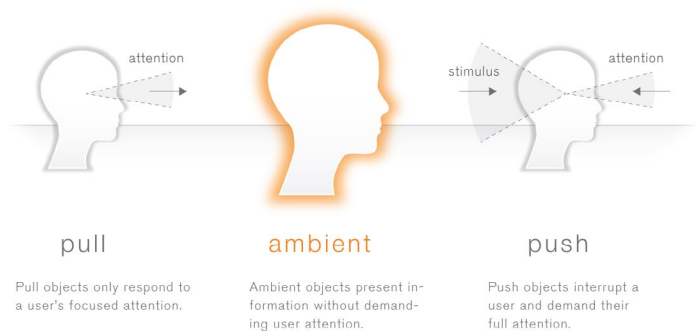 attention
stimulus
attention
pull
ambient
push
Pull objects only respond to
a user's focused attention.
Ambient objects present in-
formation without demand-
ing user attention.
Push objects interrupt a
user and demand their
full attention.